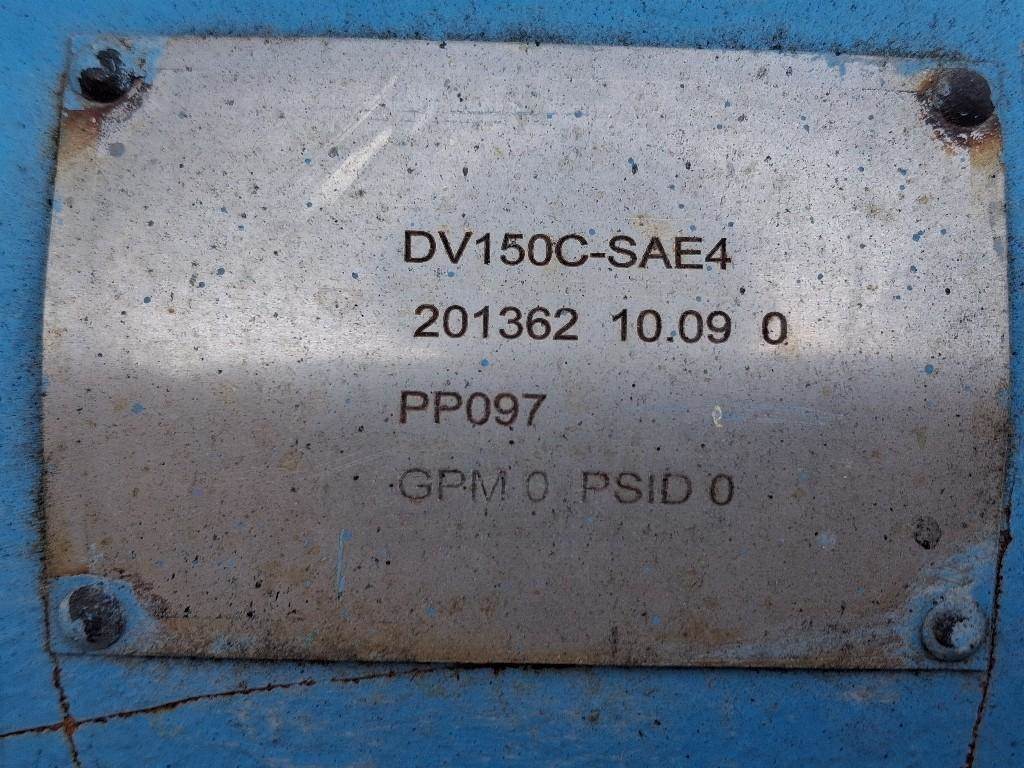 DV150C-SAE4
201362 10.09 0
PP097
GPM 0 PSID 0